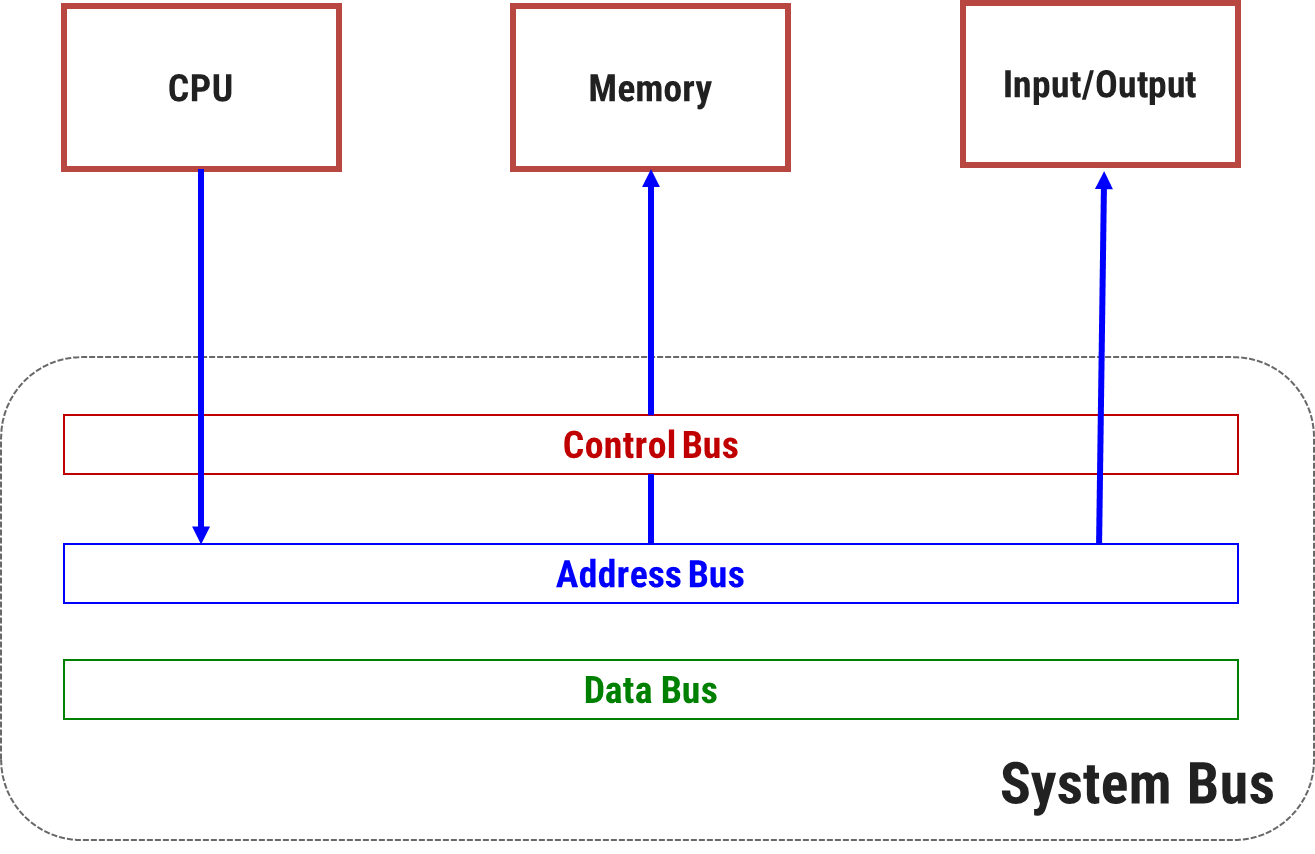 CPU
Memory
Input/Output
Control Bus
Address Bus
Data Bus
System Bus